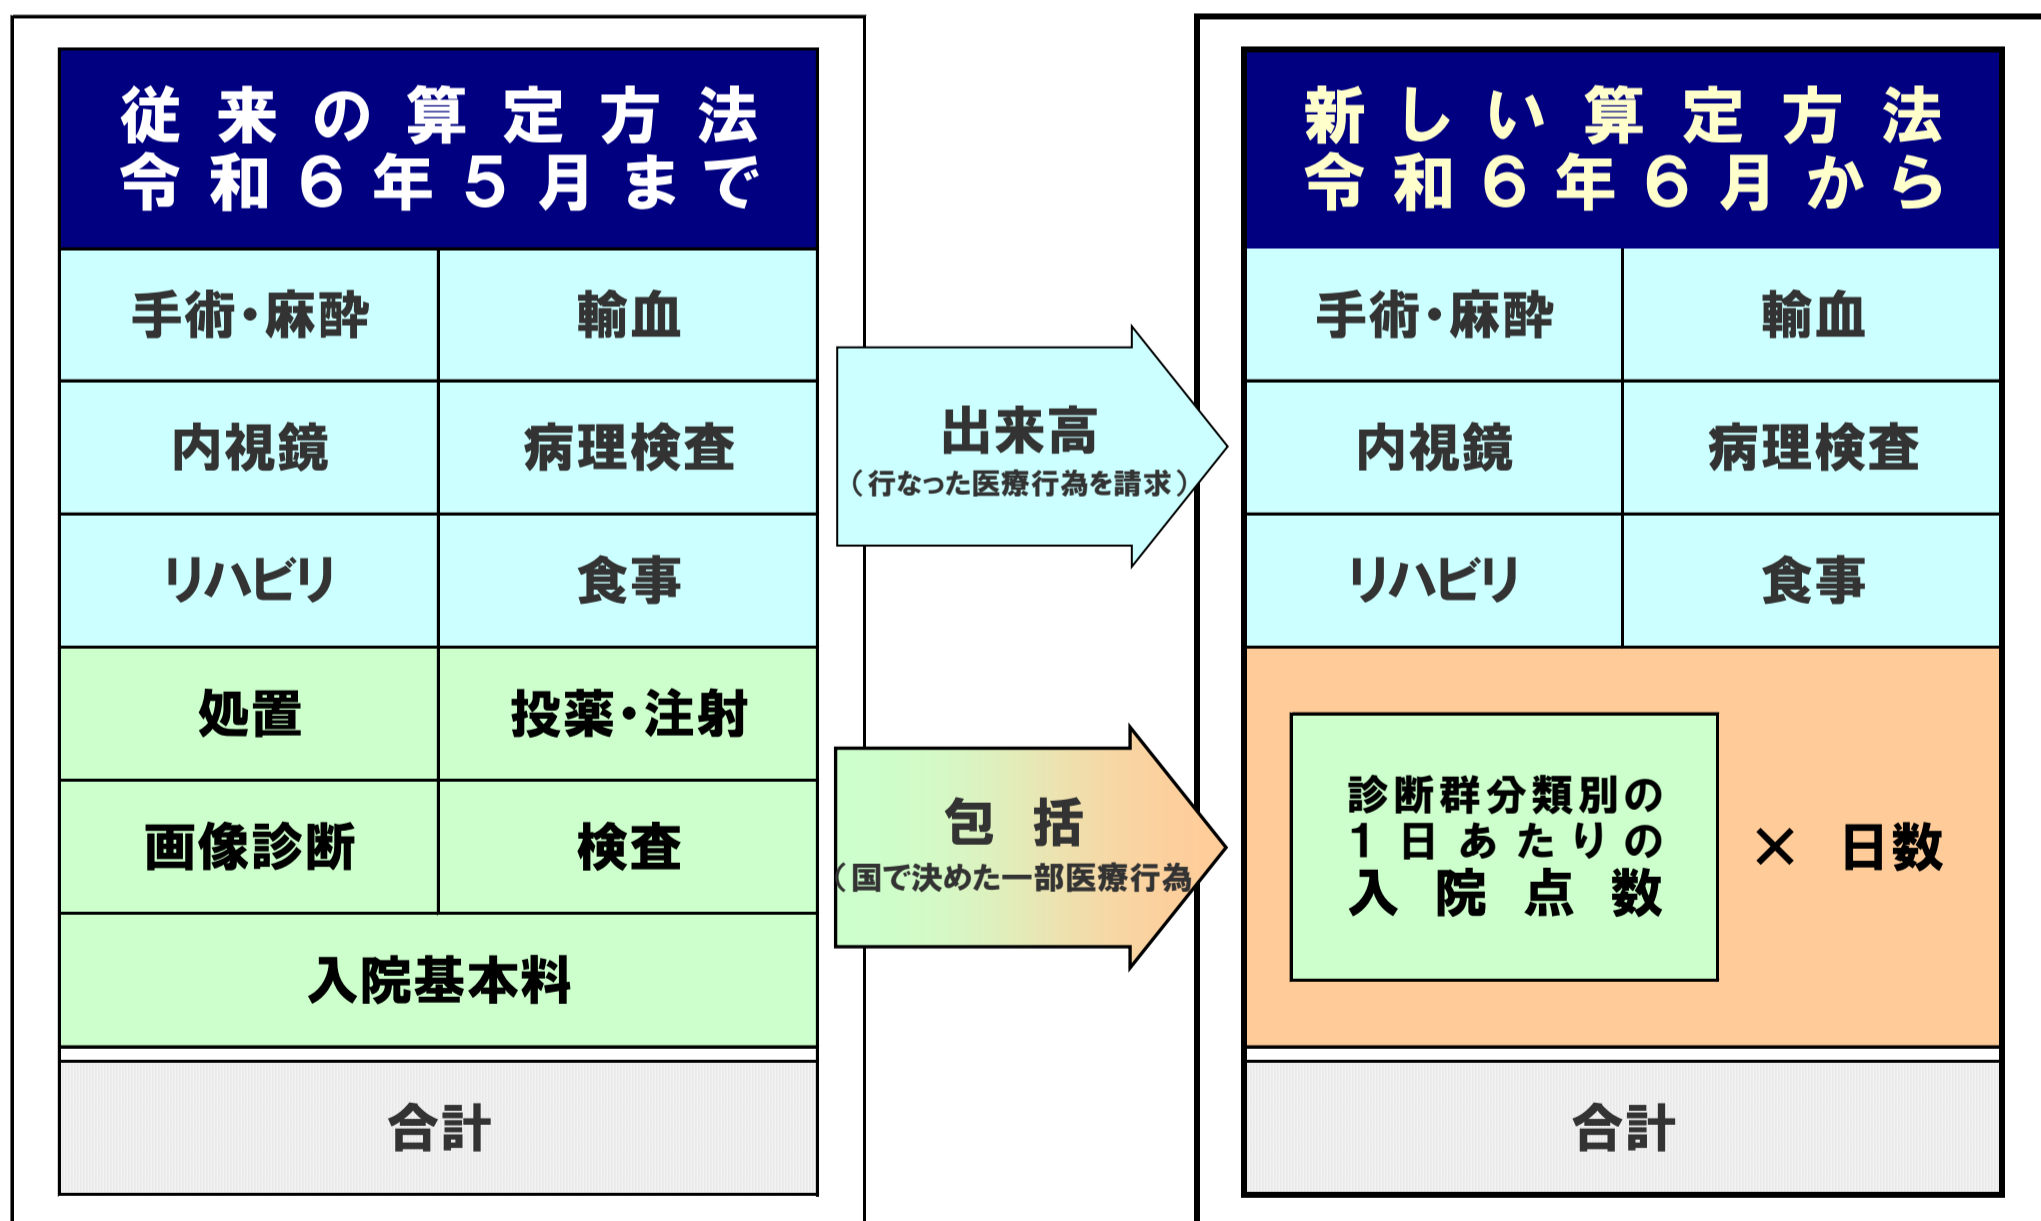 従来の算定方法
令和６年５月まで
手術・麻酔
輸血
内視鏡
病理検査
リハビリ
食事
処置
投薬・注射
画像診断
検査
入院基本料
合計
出来高
（行なった医療行為を請求）
包括
（国で決めた一部医療行為
新しい算定方法
令和６年６月から
手術・麻酔
輸血
内視鏡
病理検査
リハビリ
食事
診断群分類別の
１日あたりの
入院点数
× 日数
合計